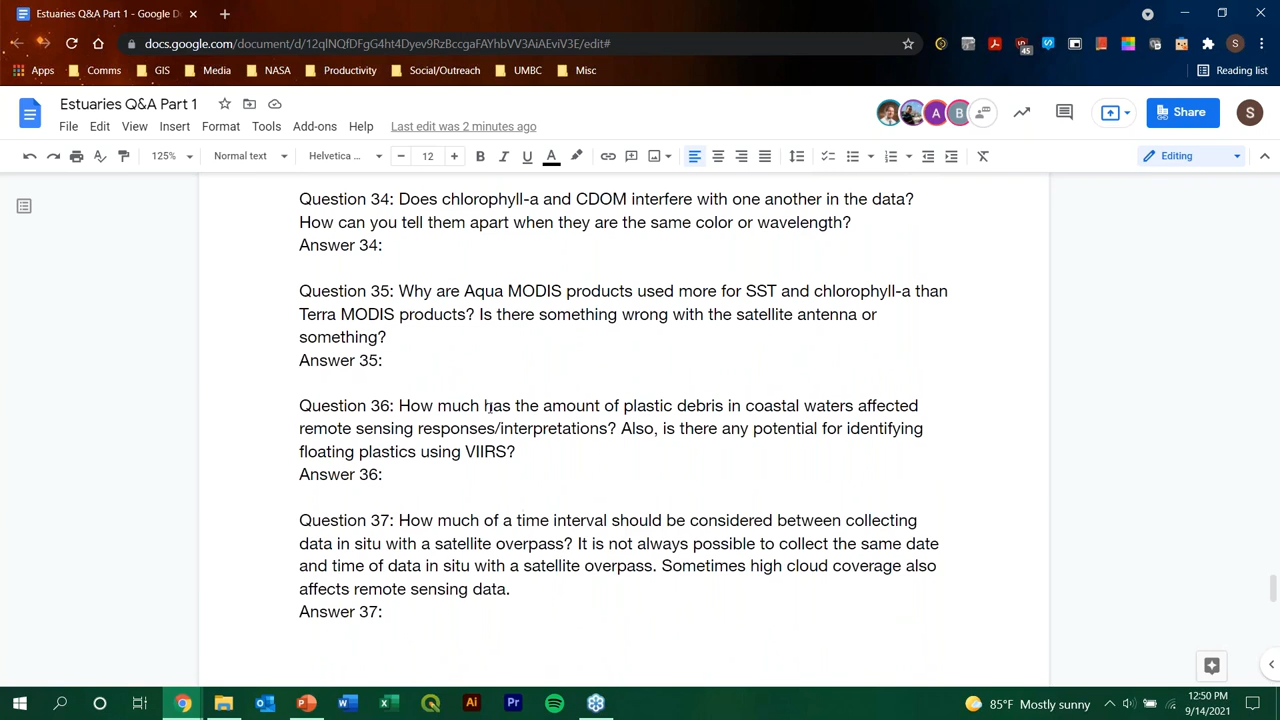 Estuaries Q&A Part 1 - Google D
docs.google.com/document/d/12qlNQfDFgG4ht4Dyev9RzBccgaFAYhbVV3AiAEviV3E/edit#
45
S
Apps Comms GIS Media NASA Productivity Social/Outreach UMBC Misc Reading list
Estuaries Q&A Part 1
A B Share S
File Edit View Insert Format Tools Add-ons Help Last edit was 2 minutes ago
125% Normal text Helvetica ... 12 B I U A Editing
Question 34: Does chlorophyll-a and CDOM interfere with one another in the data?
How can you tell them apart when they are the same color or wavelength?
Answer 34:
Question 35: Why are Aqua MODIS products used more for SST and chlorophyll-a than
Terra MODIS products? Is there something wrong with the satellite antenna or
something?
Answer 35:
Question 36: How much has the amount of plastic debris in coastal waters affected
remote sensing responses/interpretations? Also, is there any potential for identifying
floating plastics using VIIRS?
Answer 36:
Question 37: How much of a time interval should be considered between collecting
data in situ with a satellite overpass? It is not always possible to collect the same date
and time of data in situ with a satellite overpass. Sometimes high cloud coverage also
affects remote sensing data.
Answer 37:
Ai Pr 85°F Mostly sunny 12:50 PM
9/14/2021